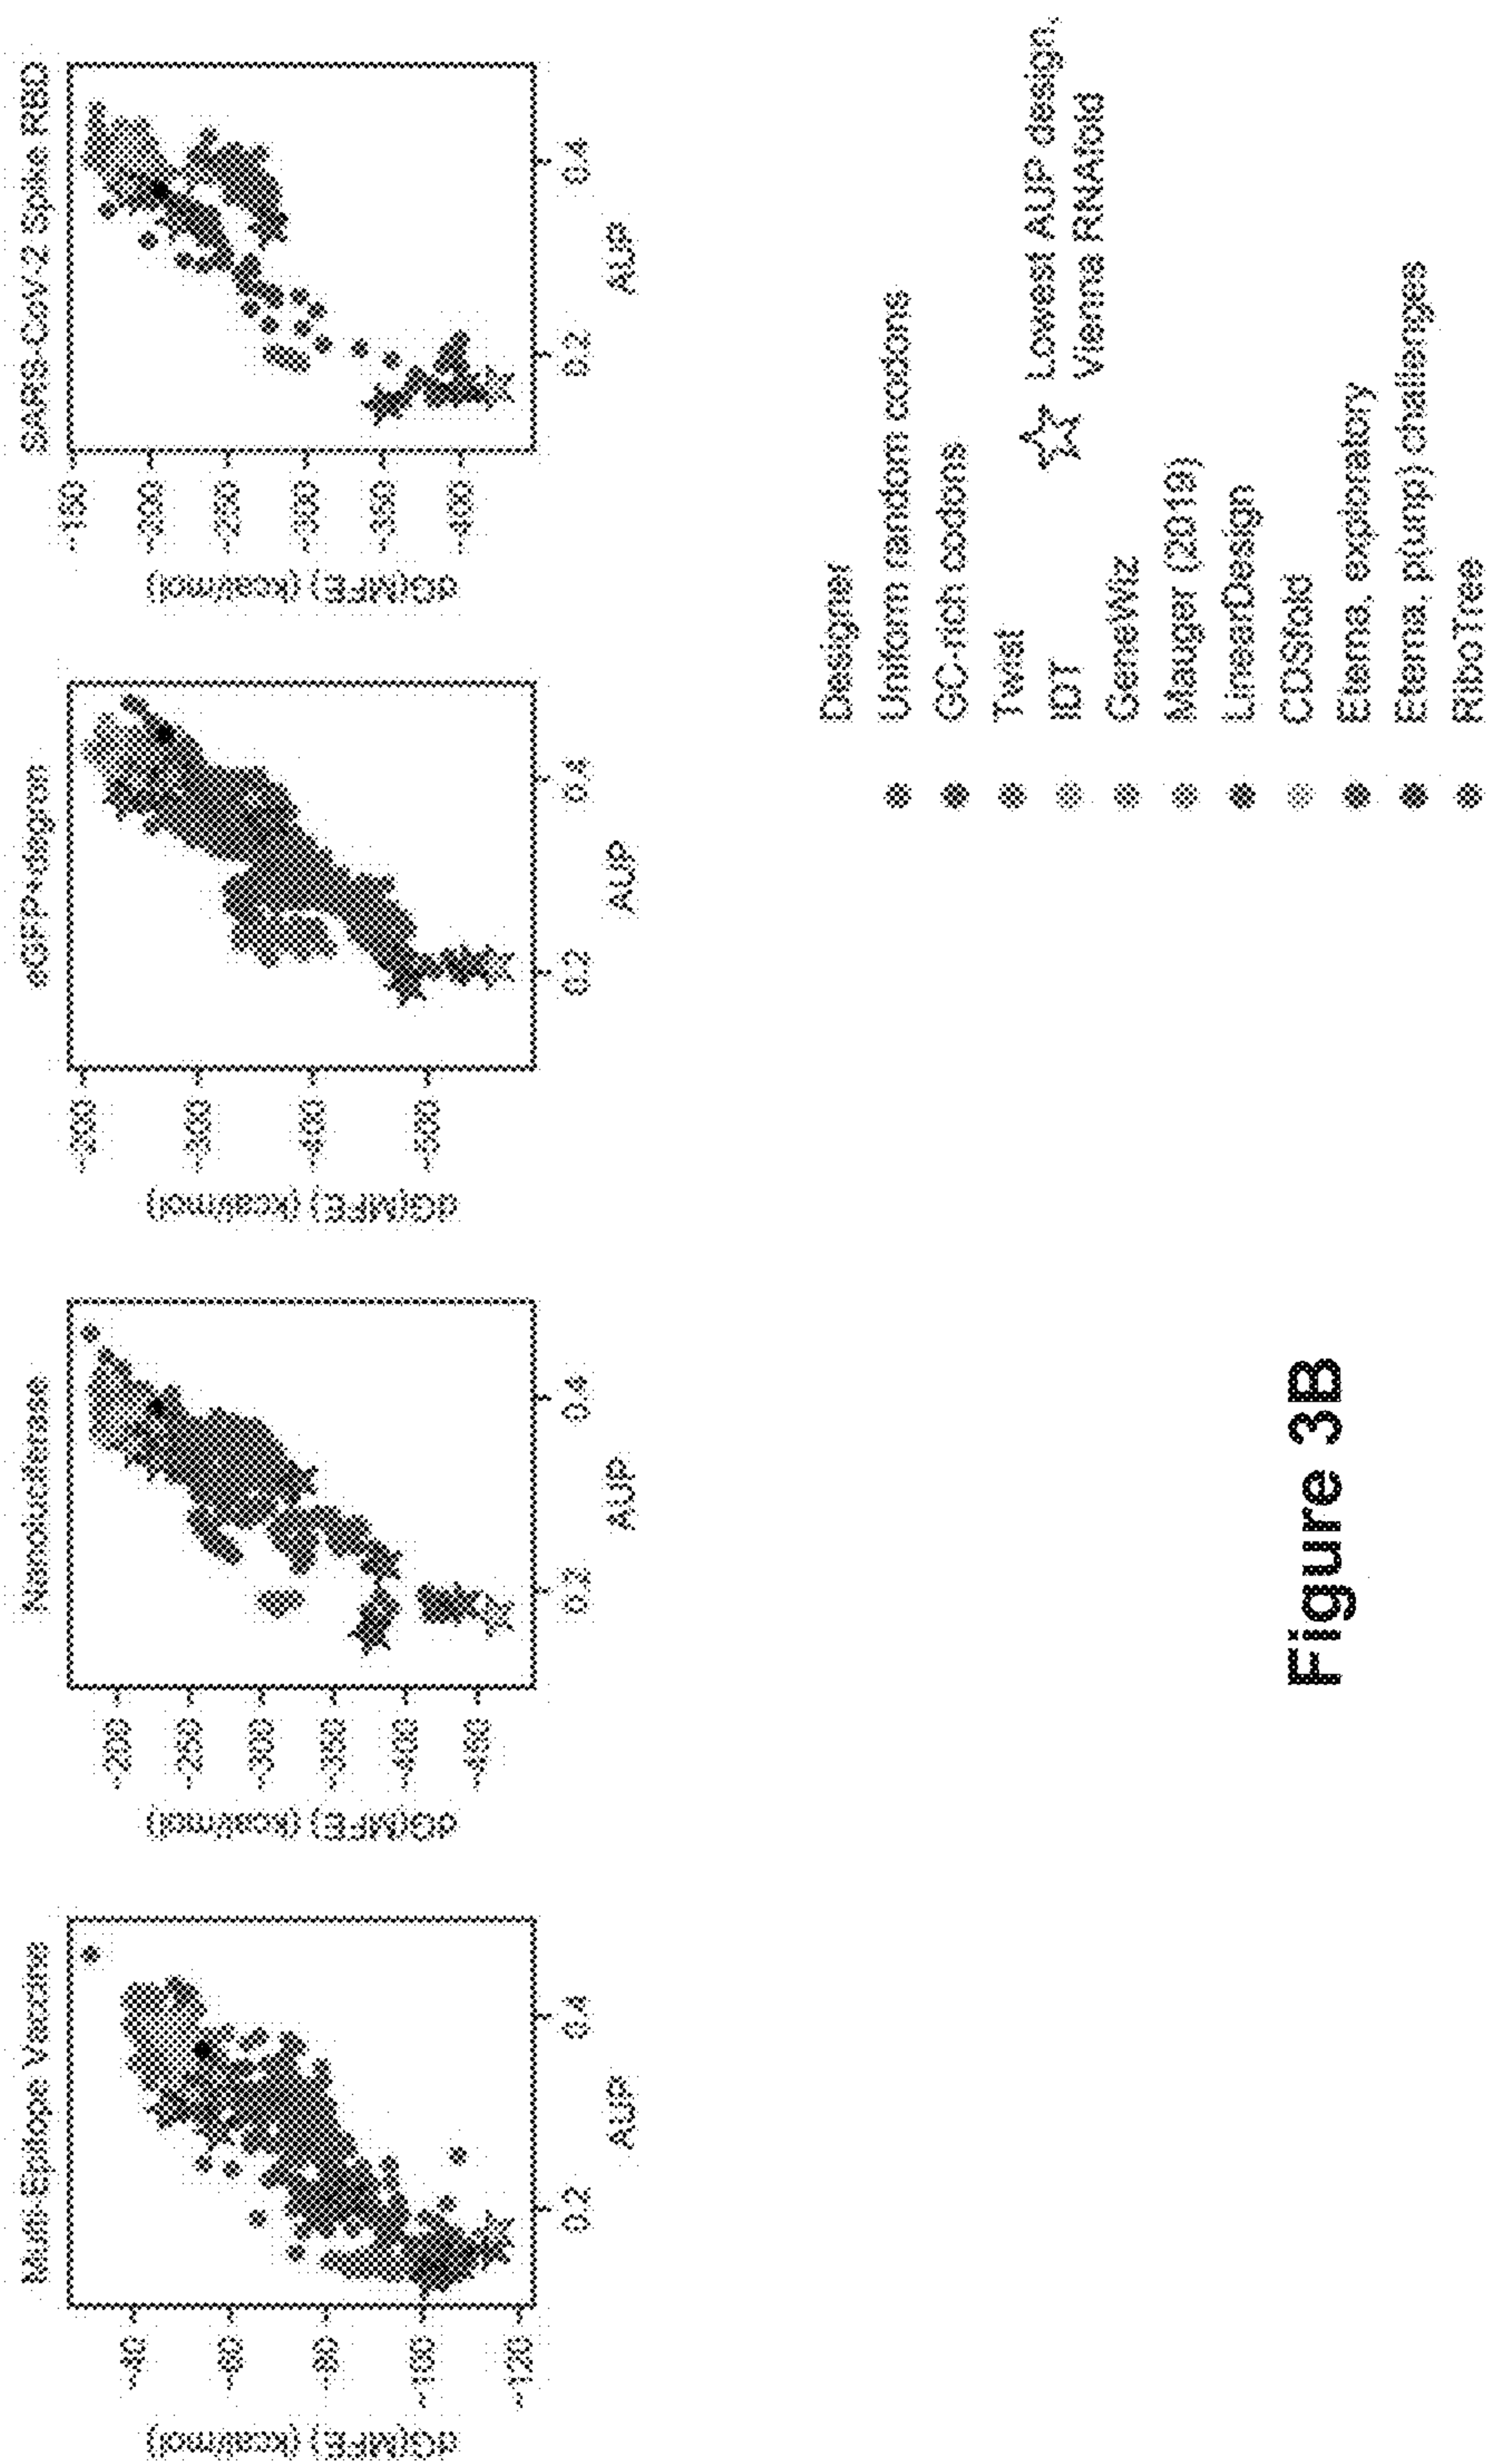 Multi-Epitope Vaccine
dG(MFE) (kcal/mol)
−40
−60
−80
−100
−120
0.2
0.4
AUP
Nanoluciferase
dG(MFE) (kcal/mol)
−200
−250
−300
−350
−400
−450
0.2
0.4
AUP
eGFP+degron
dG(MFE) (kcal/mol)
−200
−300
−400
−500
0.2
0.4
AUP
SARS-CoV-2 Spike RBD
dG(MFE) (kcal/mol)
−150
−200
−250
−300
−350
−400
0.2
0.4
AUP
Designer
Uniform random codons
GC-rich codons
Twist
IDT
GeneWiz
Mauger (2019)
LinearDesign
CDSfold
Eterna, exploratory
Eterna, p(unp) challenges
RiboTree
Lowest AUP design,
Vienna RNAfold
Figure 3B